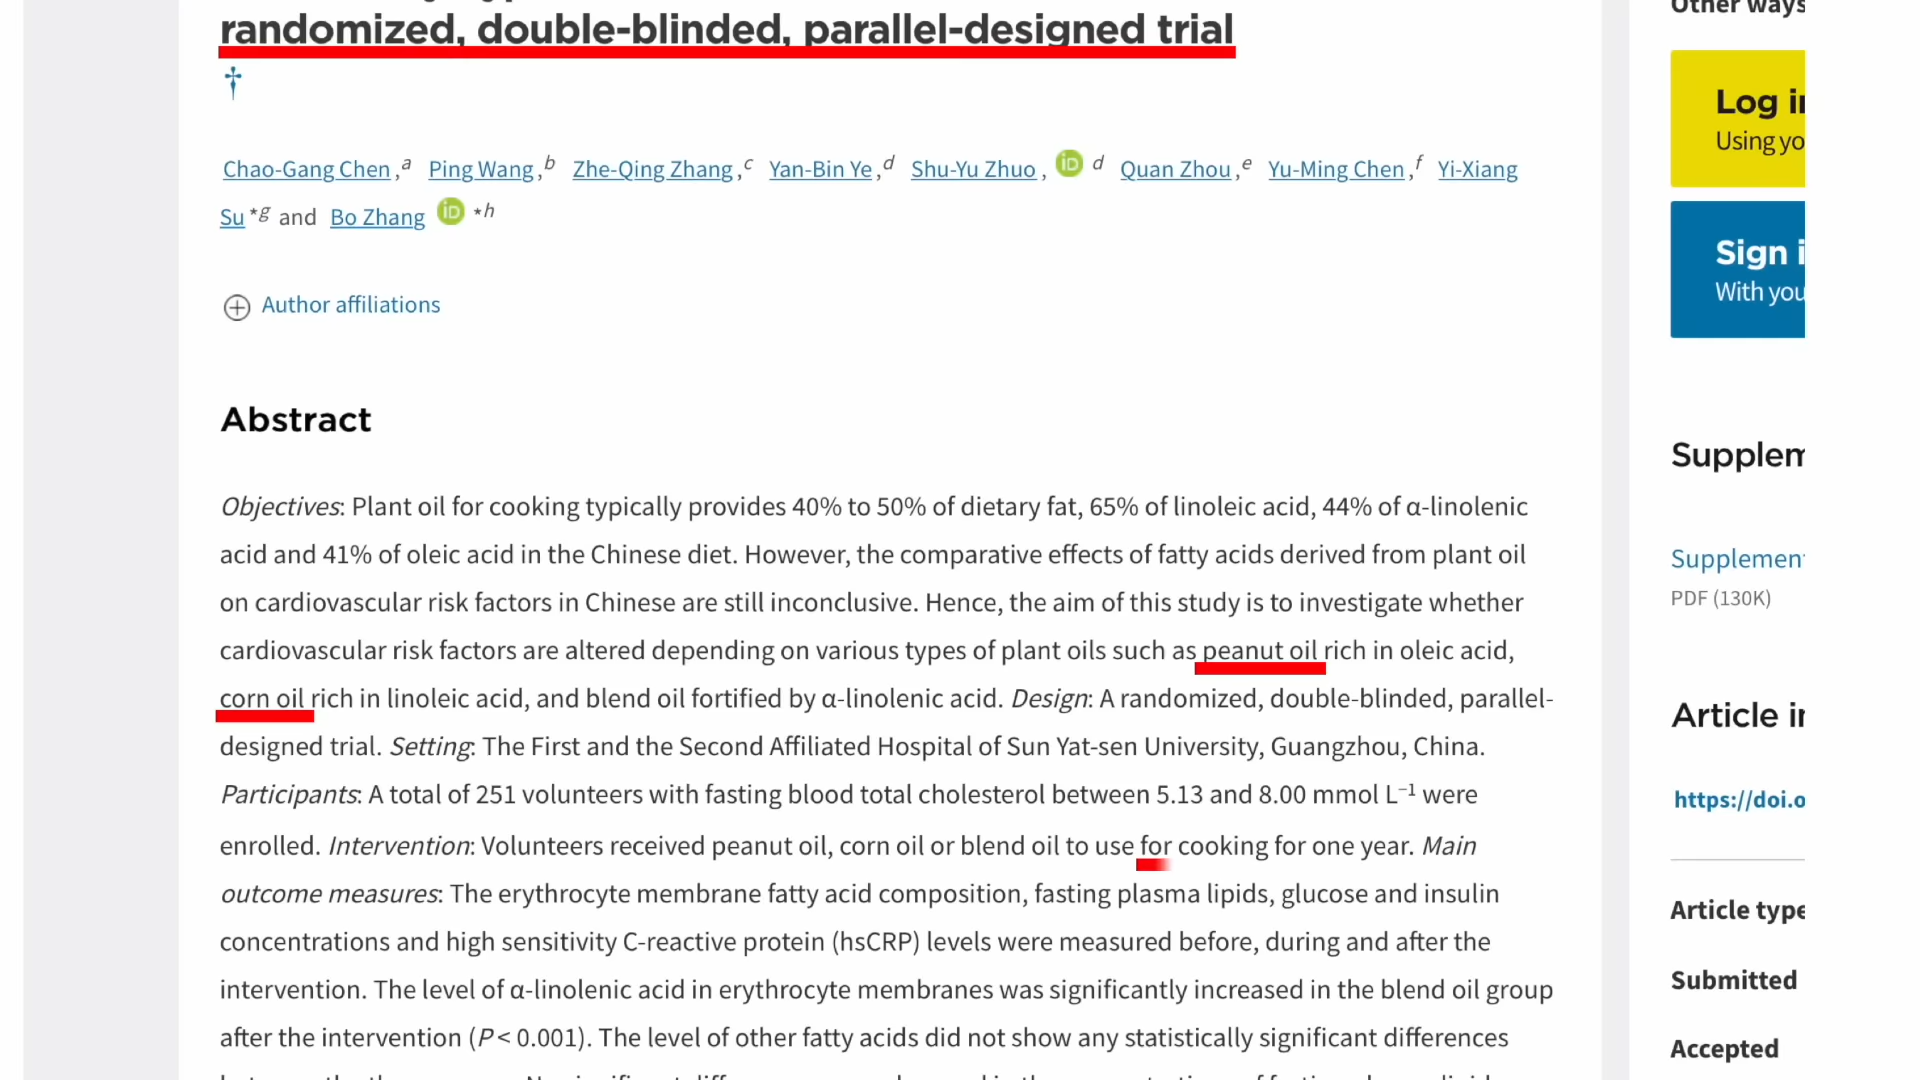 randomized, double-blinded, parallel-designed trial
†
Chao-Gang Chen,a Ping Wang,b Zhe-Qing Zhang,c Yan-Bin Ye,d Shu-Yu Zhuo, iD d Quan Zhou,e Yu-Ming Chen,f Yi-Xiang
Su*g and Bo Zhang iD *h
Author affiliations
Abstract
Objectives: Plant oil for cooking typically provides 40% to 50% of dietary fat, 65% of linoleic acid, 44% of α-linolenic
acid and 41% of oleic acid in the Chinese diet. However, the comparative effects of fatty acids derived from plant oil
on cardiovascular risk factors in Chinese are still inconclusive. Hence, the aim of this study is to investigate whether
cardiovascular risk factors are altered depending on various types of plant oils such as peanut oil rich in oleic acid,
corn oil rich in linoleic acid, and blend oil fortified by α-linolenic acid. Design: A randomized, double-blinded, parallel-
designed trial. Setting: The First and the Second Affiliated Hospital of Sun Yat-sen University, Guangzhou, China.
Participants: A total of 251 volunteers with fasting blood total cholesterol between 5.13 and 8.00 mmol L⁻¹ were
enrolled. Intervention: Volunteers received peanut oil, corn oil or blend oil to use for cooking for one year. Main
outcome measures: The erythrocyte membrane fatty acid composition, fasting plasma lipids, glucose and insulin
concentrations and high sensitivity C-reactive protein (hsCRP) levels were measured before, during and after the
intervention. The level of α-linolenic acid in erythrocyte membranes was significantly increased in the blend oil group
after the intervention (P < 0.001). The level of other fatty acids did not show any statistically significant differences
Other ways
Log in
Using yo
Sign i
With you
Supplem
Supplement
PDF (130K)
Article in
https://doi.o
Article type
Submitted
Accepted